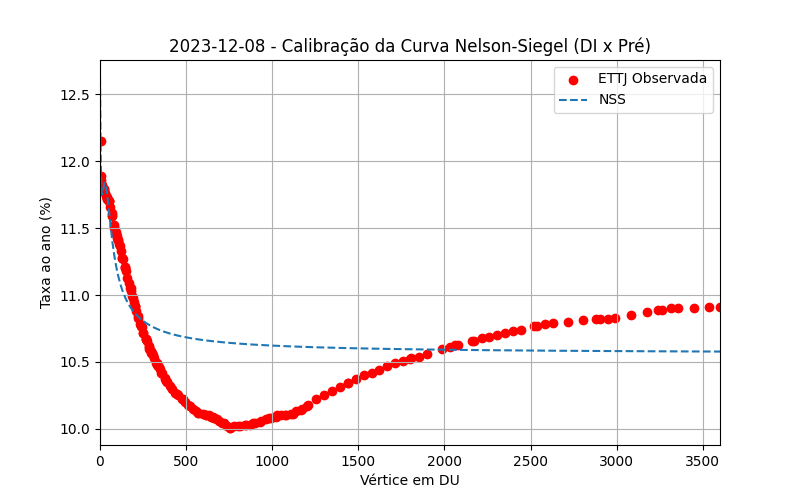 2023-12-08 - Calibração da Curva Nelson-Siegel (DI x Pré)
ETTJ Observada
NSS
12.5
12.0
11.5
11.0
10.5
10.0
Taxa ao ano (%)
0
500
1000
1500
2000
2500
3000
3500
Vértice em DU